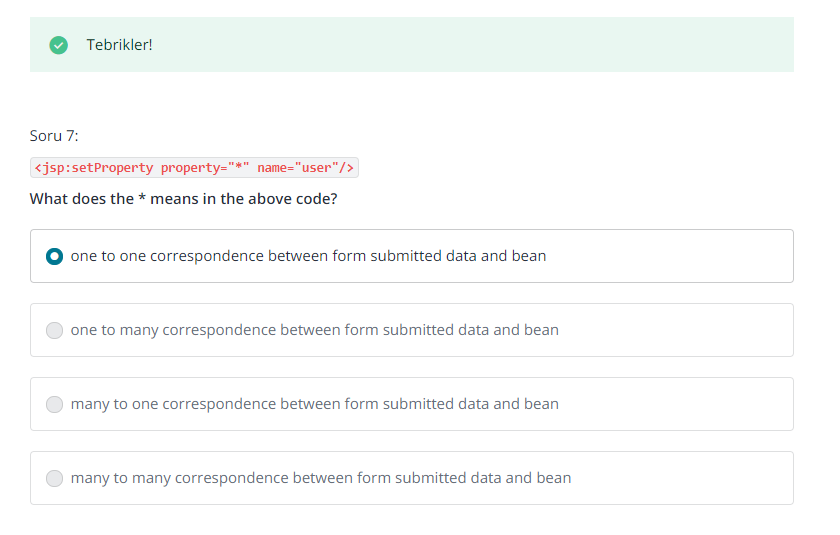 Tebrikler!
Soru 7:
<jsp:setProperty property="*" name="user"/>
What does the * means in the above code?
one to one correspondence between form submitted data and bean
one to many correspondence between form submitted data and bean
many to one correspondence between form submitted data and bean
many to many correspondence between form submitted data and bean